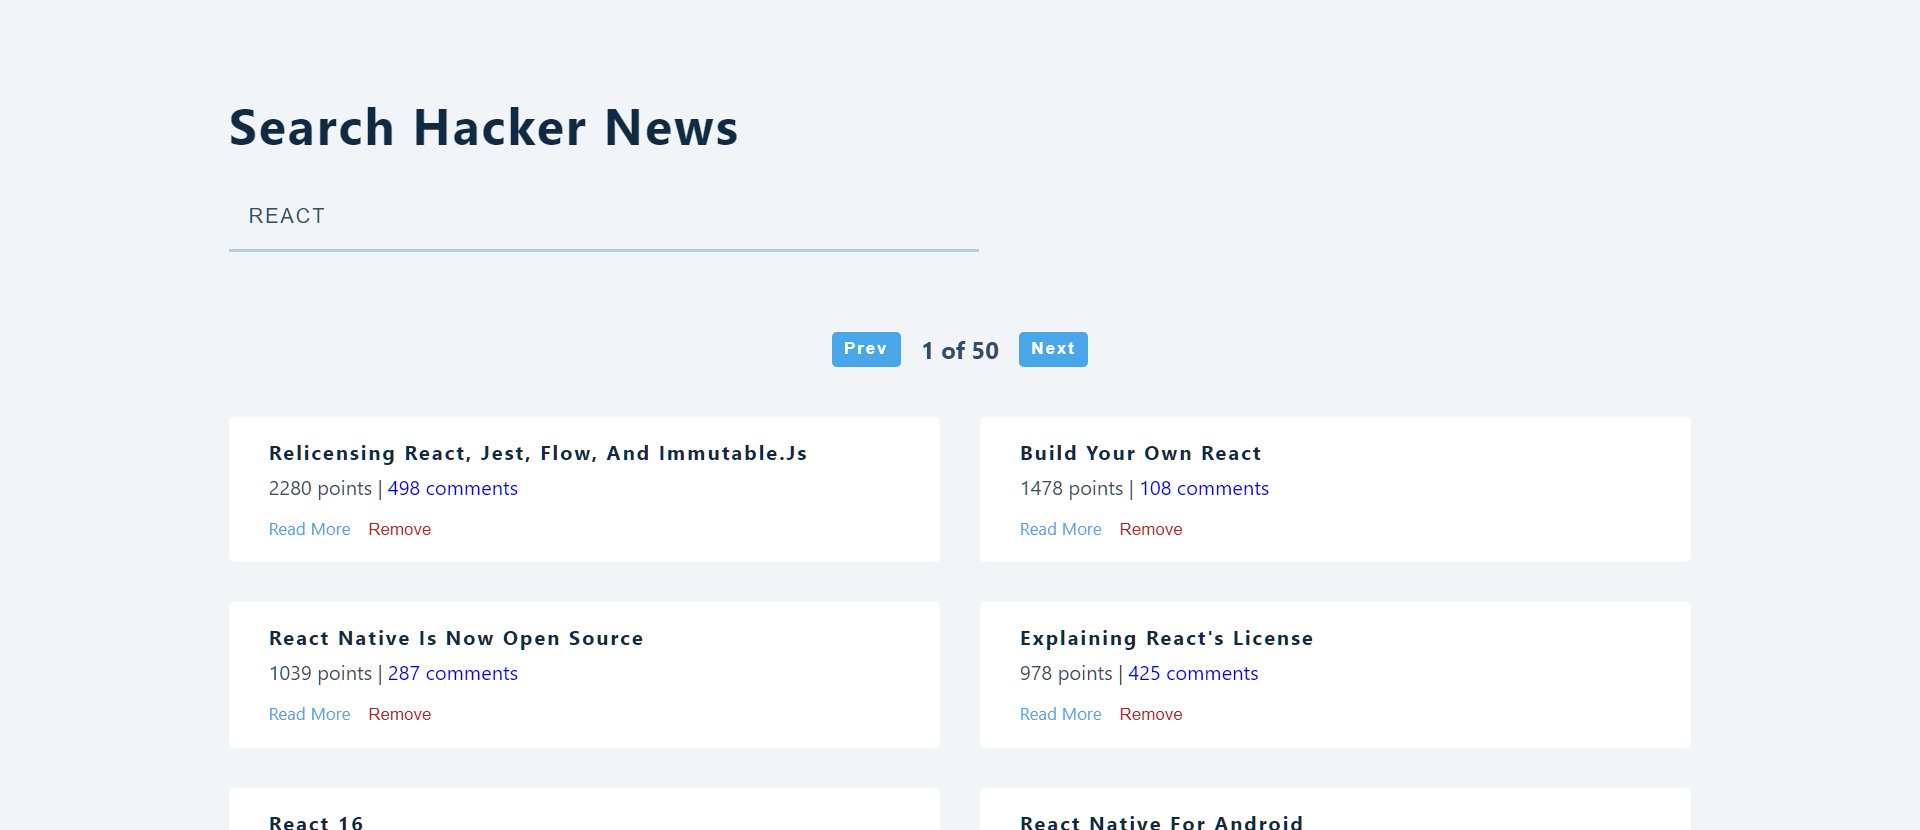 Search Hacker News
REACT
Prev 1 of 50 Next
Relicensing React, Jest, Flow, And Immutable.Js
2280 points | 498 comments
Read More Remove
Build Your Own React
1478 points | 108 comments
Read More Remove
React Native Is Now Open Source
1039 points | 287 comments
Read More Remove
Explaining React's License
978 points | 425 comments
Read More Remove
React 16
React Native For Android